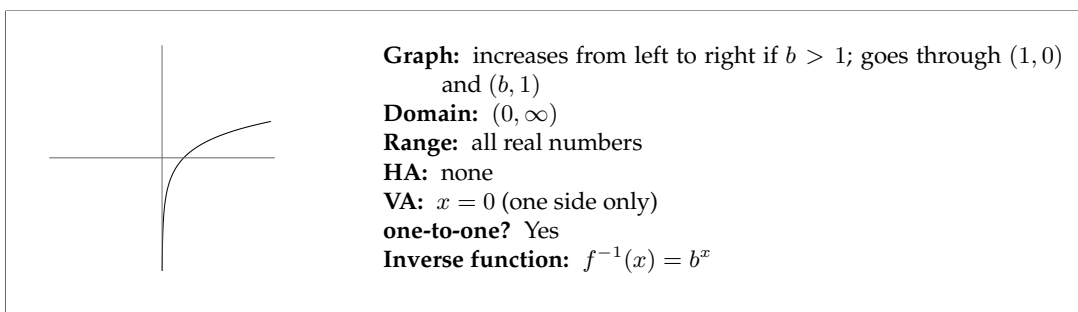 Graph: increases from left to right if b > 1; goes through (1, 0)
and (b, 1)
Domain: (0, ∞)
Range: all real numbers
HA: none
VA: x = 0 (one side only)
one-to-one? Yes
Inverse function: f⁻¹(x) = bˣ